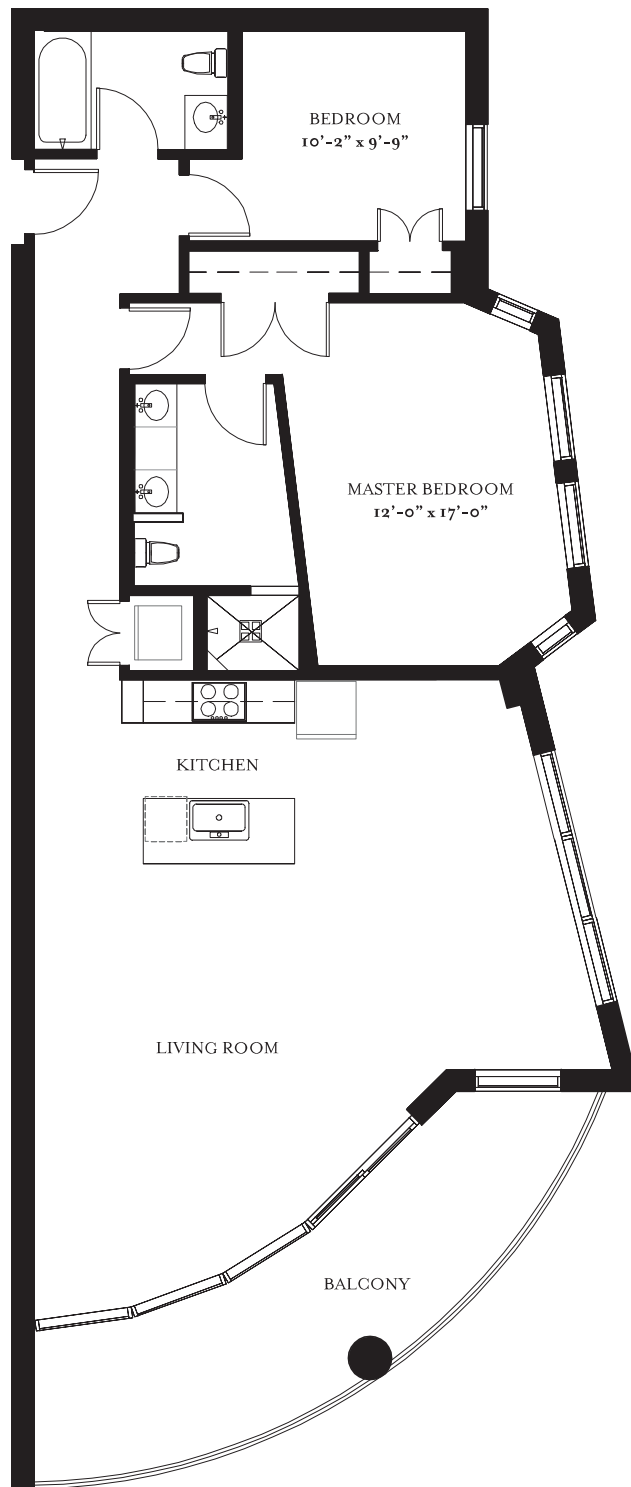 BEDROOM
10'-2" x 9'-9"
MASTER BEDROOM
12'-0" x 17'-0"
KITCHEN
LIVING ROOM
BALCONY